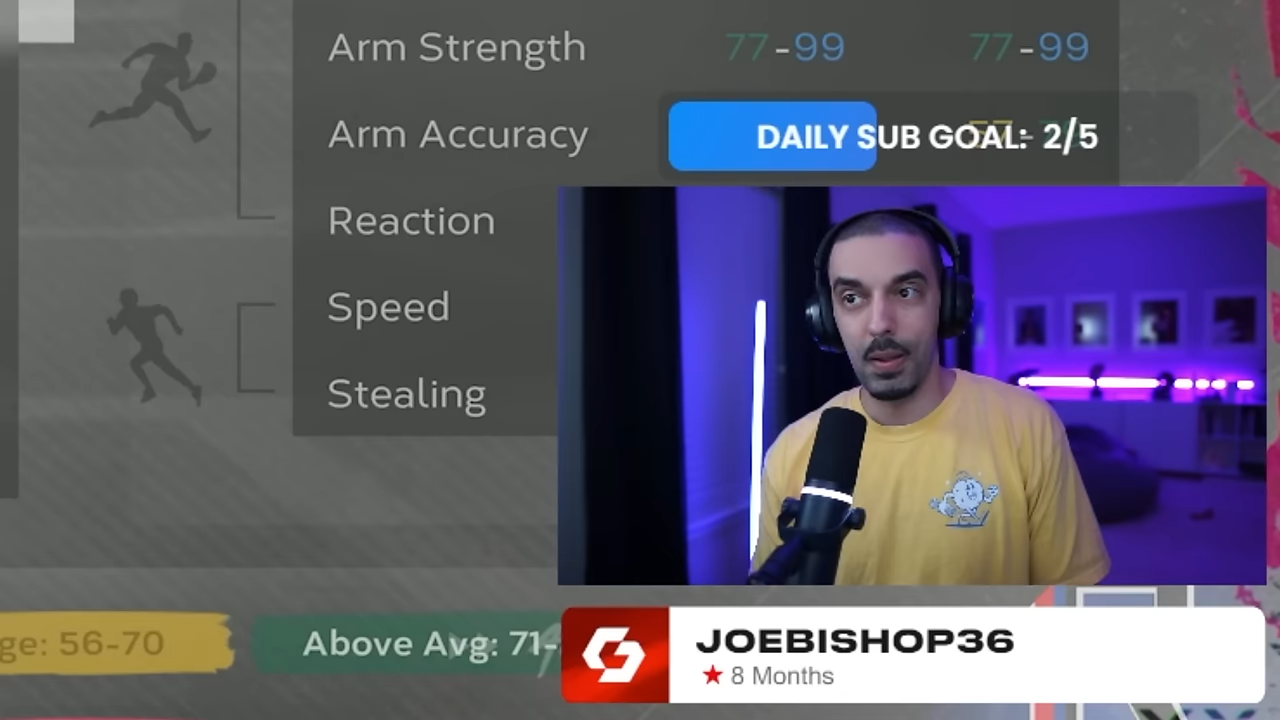 Arm Strength 77-99 77-99
Arm Accuracy
DAILY SUB GOAL: 2/5
Reaction
Speed
Stealing
ge: 56-70
Above Avg: 71-
JOEBISHOP36
★ 8 Months